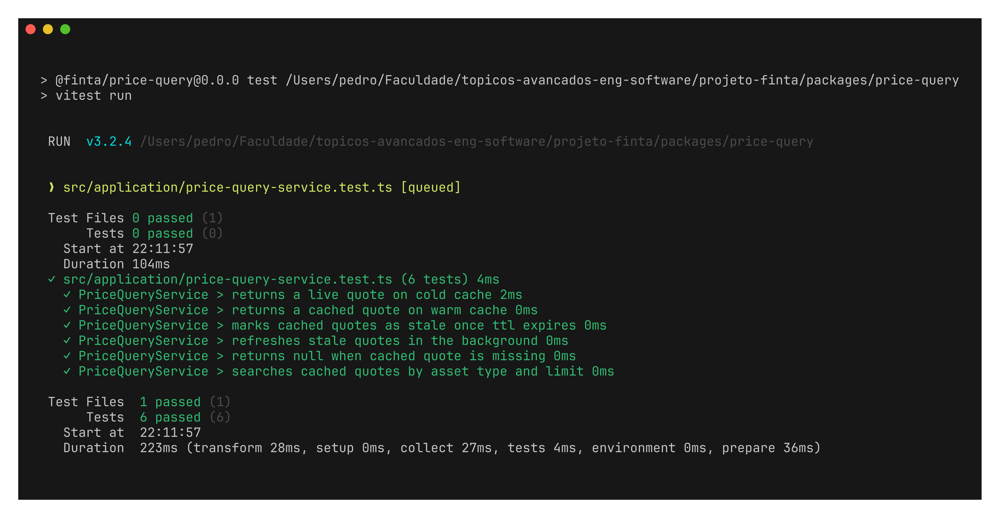 > @finta/price-query@0.0.0 test /Users/pedro/Faculdade/topicos-avancados-eng-software/projeto-finta/packages/price-query
> vitest run
RUN  v3.2.4 /Users/pedro/Faculdade/topicos-avancados-eng-software/projeto-finta/packages/price-query
❯ src/application/price-query-service.test.ts [queued]
Test Files 0 passed (1)
Tests 0 passed (0)
Start at 22:11:57
Duration 104ms
✓ src/application/price-query-service.test.ts (6 tests) 4ms
✓ PriceQueryService > returns a live quote on cold cache 2ms
✓ PriceQueryService > returns a cached quote on warm cache 0ms
✓ PriceQueryService > marks cached quotes as stale once ttl expires 0ms
✓ PriceQueryService > refreshes stale quotes in the background 0ms
✓ PriceQueryService > returns null when cached quote is missing 0ms
✓ PriceQueryService > searches cached quotes by asset type and limit 0ms
Test Files  1 passed (1)
Tests  6 passed (6)
Start at  22:11:57
Duration  223ms (transform 28ms, setup 0ms, collect 27ms, tests 4ms, environment 0ms, prepare 36ms)